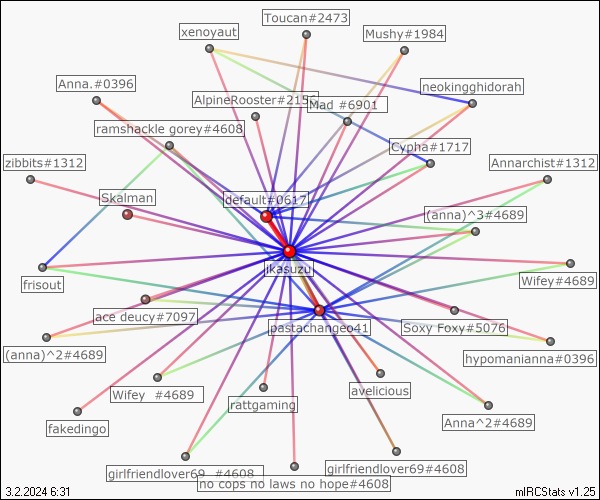 Toucan#2473
xenoyaut
Mushy#1984
Anna.#0396
neokingghidorah
AlpineRooster#215
Mad #6901
ramshackle gorey#4608
Cypha#1717
zibbits#1312
Annarchist#1312
Skalman
default#0617
(anna)^3#4689
jkasuzu
frisout
Wifey#4689
ace deucy#7097
pastachangeo41
Soxy Foxy#5076
(anna)^2#4689
hypomanianna#0396
Wifey #4689
avelicious
rattgaming
fakedingo
Anna^2#4689
girlfriendlover69 #4608
girlfriendlover69#4608
no cops no laws no hope#4608
3.2.2024 6:31
mIRCStats v1.25